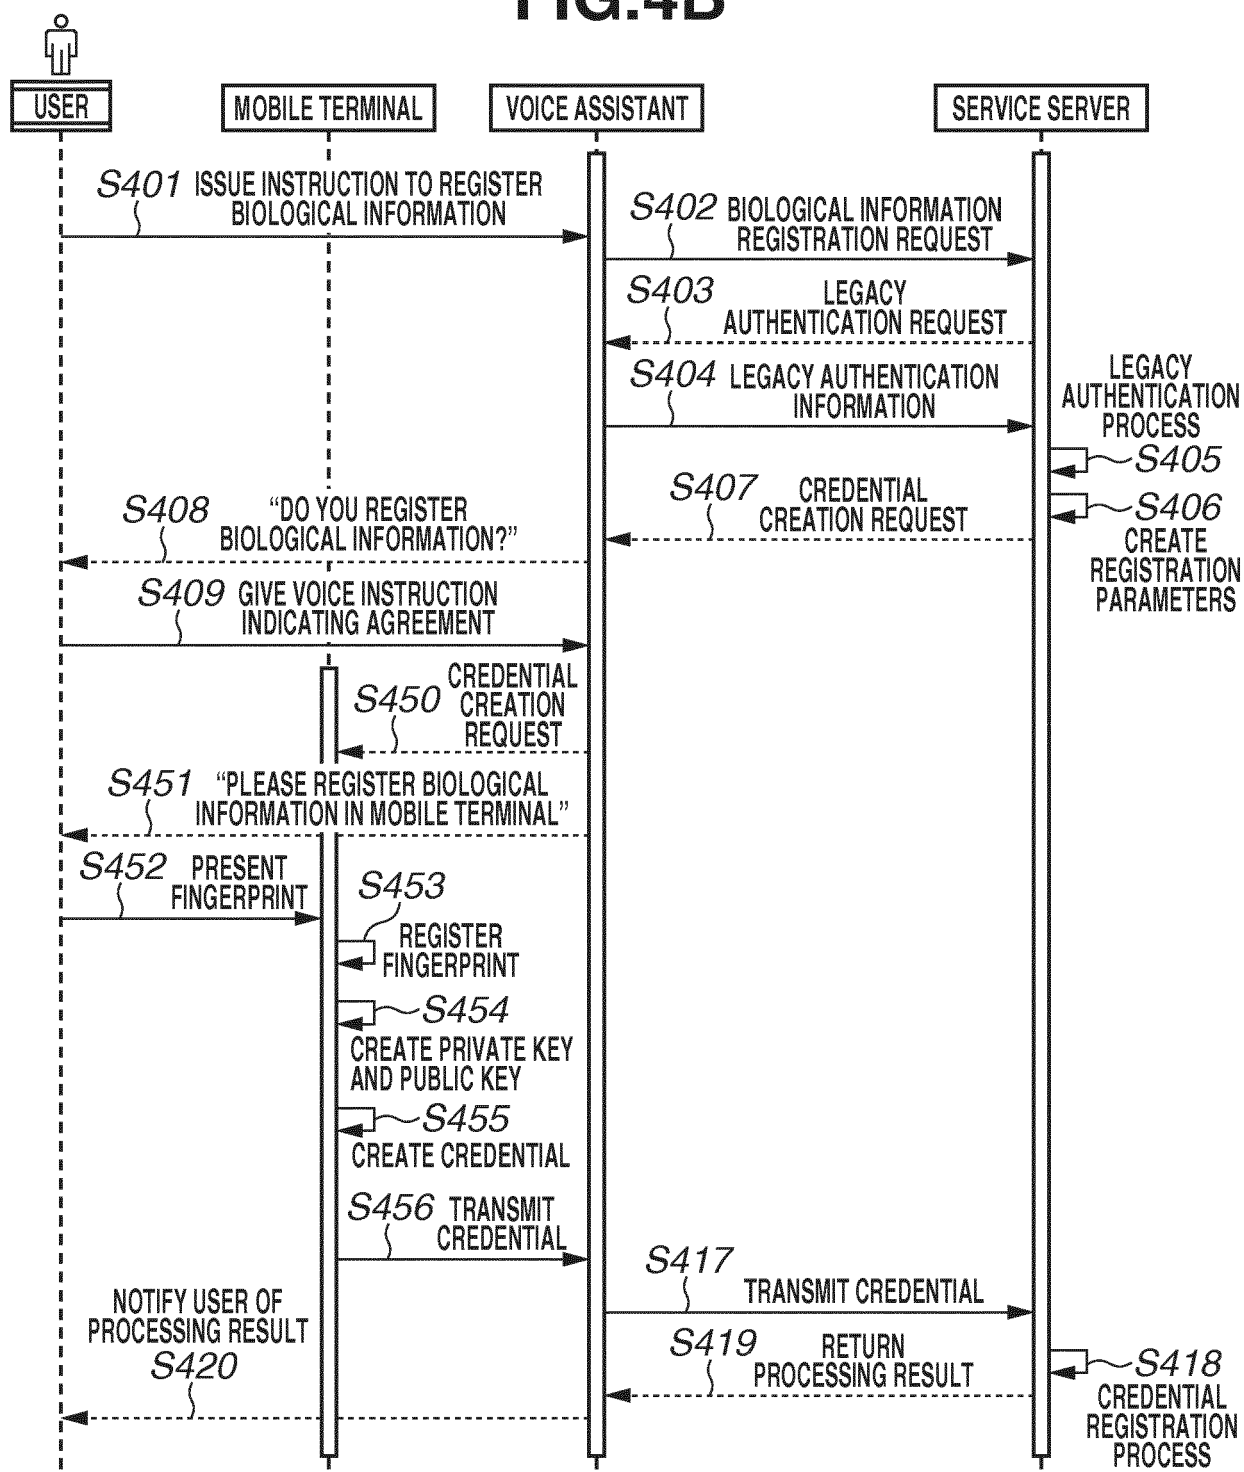 FIG.4B
USER
MOBILE TERMINAL
VOICE ASSISTANT
SERVICE SERVER
S401 ISSUE INSTRUCTION TO REGISTER
BIOLOGICAL INFORMATION
S402 BIOLOGICAL INFORMATION
REGISTRATION REQUEST
S403 LEGACY
AUTHENTICATION REQUEST
S404 LEGACY AUTHENTICATION
INFORMATION
LEGACY
AUTHENTICATION
PROCESS
S405
S406
CREATE
REGISTRATION
PARAMETERS
S407 CREDENTIAL
CREATION REQUEST
S408 “DO YOU REGISTER
BIOLOGICAL INFORMATION?”
S409 GIVE VOICE INSTRUCTION
INDICATING AGREEMENT
S450 CREDENTIAL
CREATION
REQUEST
S451 “PLEASE REGISTER BIOLOGICAL
INFORMATION IN MOBILE TERMINAL”
S452 PRESENT
FINGERPRINT
S453
REGISTER
FINGERPRINT
S454
CREATE PRIVATE KEY
AND PUBLIC KEY
S455
CREATE CREDENTIAL
S456 TRANSMIT
CREDENTIAL
S417
TRANSMIT CREDENTIAL
S418
CREDENTIAL
REGISTRATION
PROCESS
S419 RETURN
PROCESSING RESULT
NOTIFY USER OF
PROCESSING RESULT
S420